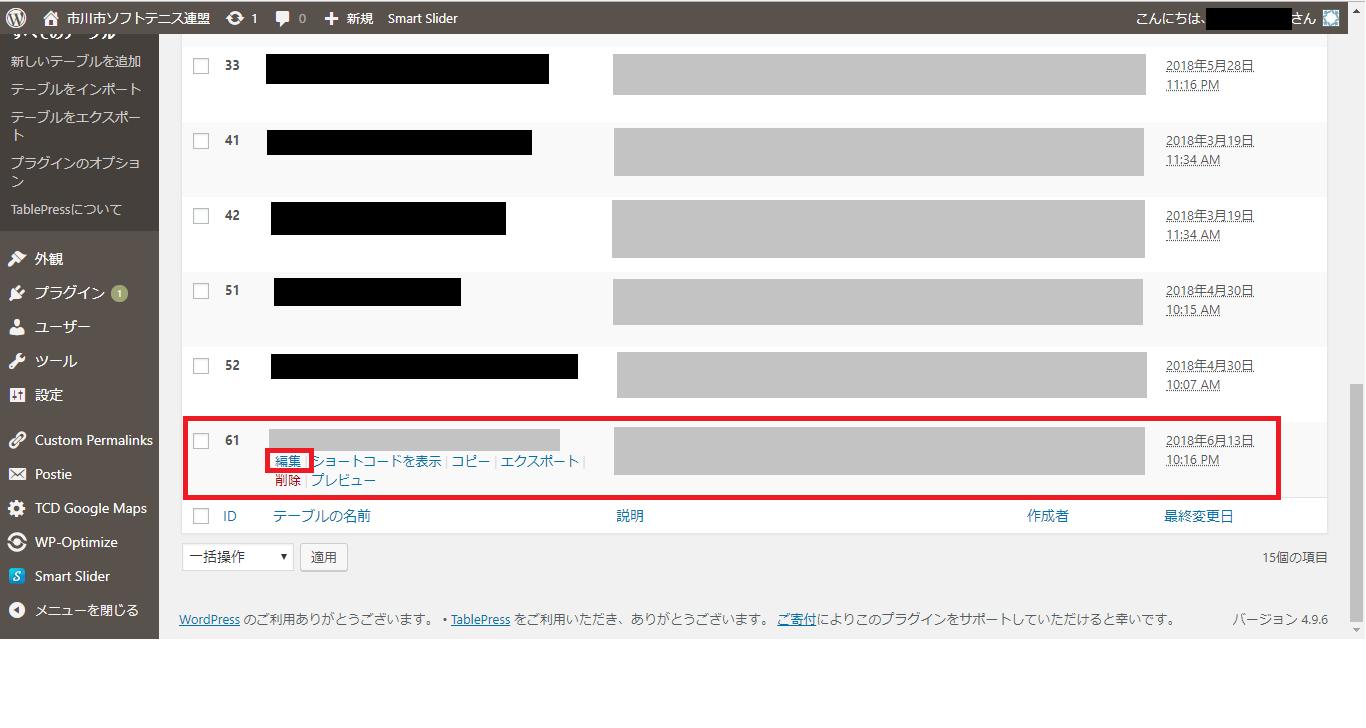 市川市ソフトテニス連盟 1 0 新規 Smart Slider こんにちは、 さん
すべてのテーブル
新しいテーブルを追加
テーブルをインポート
テーブルをエクスポー
ト
プラグインのオプショ
ン
TablePressについて
外観
プラグイン 1
ユーザー
ツール
設定
Custom Permalinks
Postie
TCD Google Maps
WP-Optimize
Smart Slider
メニューを閉じる
33 2018年5月28日
11:16 PM
41 2018年3月19日
11:34 AM
42 2018年3月19日
11:34 AM
51 2018年4月30日
10:15 AM
52 2018年4月30日
10:07 AM
61 2018年6月13日
10:16 PM
編集 | ショートコードを表示 | コピー | エクスポート |
削除 | プレビュー
ID テーブルの名前 説明 作成者 最終変更日
一括操作 適用 15個の項目
WordPress のご利用ありがとうございます。 • TablePress をご利用いただき、ありがとうございます。 ご寄付によりこのプラグインをサポートしていただけると幸いです。 バージョン 4.9.6